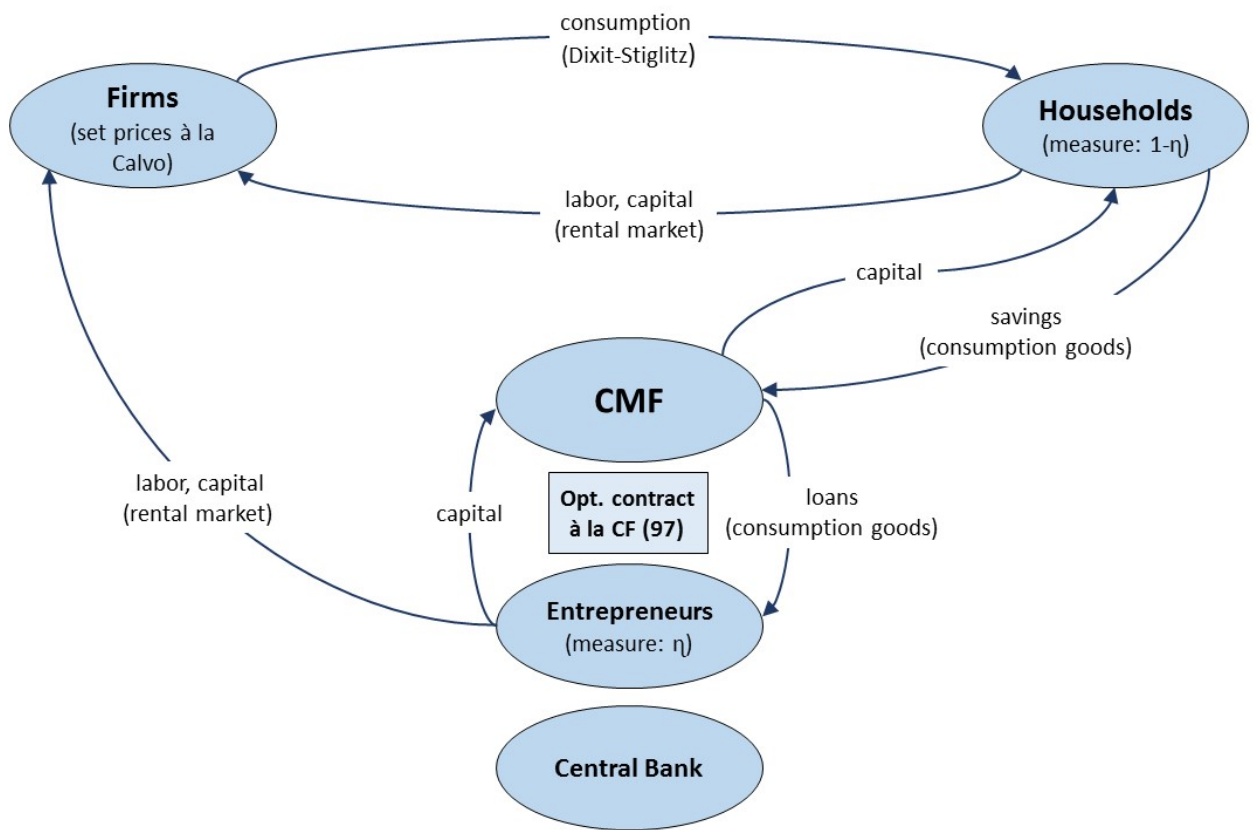 consumption
(Dixit-Stiglitz)
Firms
(set prices à la
Calvo)
Households
(measure: 1-η)
labor, capital
(rental market)
capital
savings
(consumption goods)
CMF
labor, capital
(rental market)
capital
Opt. contract
à la CF (97)
loans
(consumption goods)
Entrepreneurs
(measure: η)
Central Bank